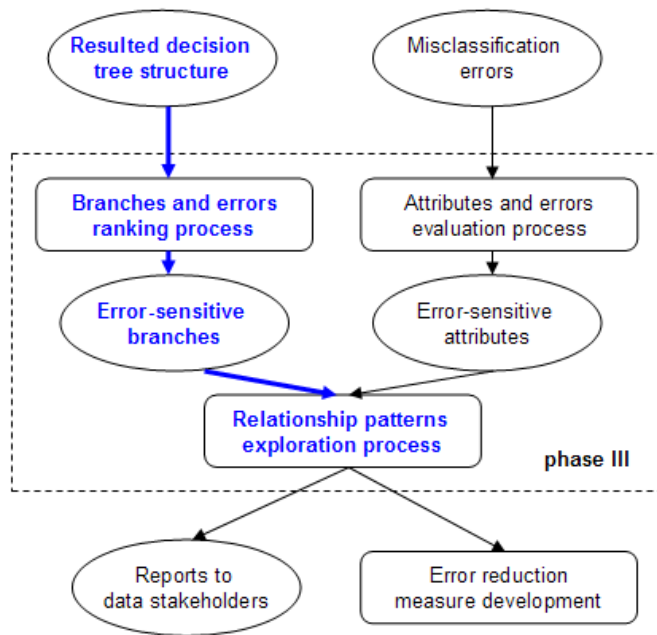 Resulted decision
tree structure
Misclassification
errors
Branches and errors
ranking process
Attributes and errors
evaluation process
Error-sensitive
branches
Error-sensitive
attributes
Relationship patterns
exploration process
phase III
Reports to
data stakeholders
Error reduction
measure development